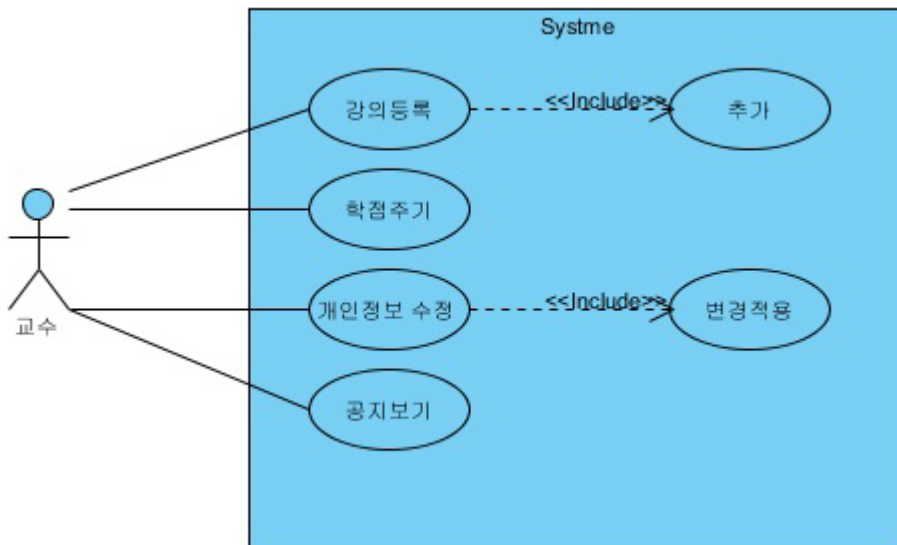 Systme
강의등록
<<Include>>
추가
학점주기
교수
개인정보 수정
<<Include>>
변경적용
공지보기